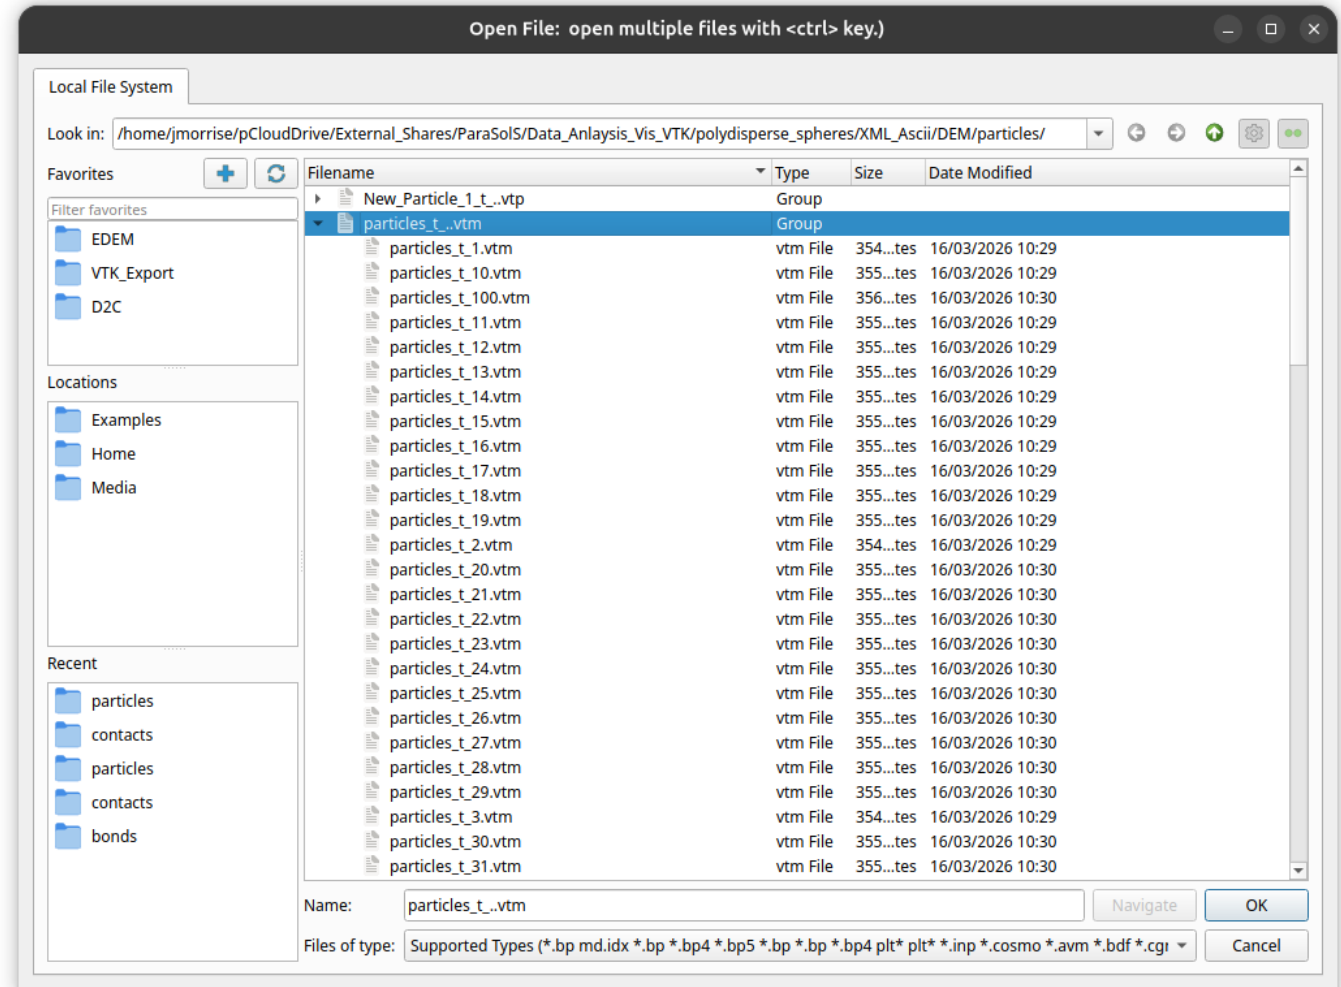 Open File:  open multiple files with <ctrl> key.)
Local File System
Look in: /home/jmorrise/pCloudDrive/External_Shares/ParaSolS/Data_Anlaysis_Vis_VTK/polydisperse_spheres/XML_Ascii/DEM/particles/
Favorites
Filter favorites
EDEM
VTK_Export
D2C
Locations
Examples
Home
Media
Recent
particles
contacts
particles
contacts
bonds
Filename Type Size Date Modified
New_Particle_1_t_..vtp Group
particles_t_..vtm Group
particles_t_1.vtm vtm File 354...tes 16/03/2026 10:29
particles_t_10.vtm vtm File 355...tes 16/03/2026 10:29
particles_t_100.vtm vtm File 356...tes 16/03/2026 10:30
particles_t_11.vtm vtm File 355...tes 16/03/2026 10:29
particles_t_12.vtm vtm File 355...tes 16/03/2026 10:29
particles_t_13.vtm vtm File 355...tes 16/03/2026 10:29
particles_t_14.vtm vtm File 355...tes 16/03/2026 10:29
particles_t_15.vtm vtm File 355...tes 16/03/2026 10:29
particles_t_16.vtm vtm File 355...tes 16/03/2026 10:29
particles_t_17.vtm vtm File 355...tes 16/03/2026 10:29
particles_t_18.vtm vtm File 355...tes 16/03/2026 10:29
particles_t_19.vtm vtm File 355...tes 16/03/2026 10:29
particles_t_2.vtm vtm File 354...tes 16/03/2026 10:29
particles_t_20.vtm vtm File 355...tes 16/03/2026 10:30
particles_t_21.vtm vtm File 355...tes 16/03/2026 10:30
particles_t_22.vtm vtm File 355...tes 16/03/2026 10:30
particles_t_23.vtm vtm File 355...tes 16/03/2026 10:30
particles_t_24.vtm vtm File 355...tes 16/03/2026 10:30
particles_t_25.vtm vtm File 355...tes 16/03/2026 10:30
particles_t_26.vtm vtm File 355...tes 16/03/2026 10:30
particles_t_27.vtm vtm File 355...tes 16/03/2026 10:30
particles_t_28.vtm vtm File 355...tes 16/03/2026 10:30
particles_t_29.vtm vtm File 355...tes 16/03/2026 10:30
particles_t_3.vtm vtm File 354...tes 16/03/2026 10:29
particles_t_30.vtm vtm File 355...tes 16/03/2026 10:30
particles_t_31.vtm vtm File 355...tes 16/03/2026 10:30
Name: particles_t_..vtm Navigate OK
Files of type: Supported Types (*.bp md.idx *.bp *.bp4 *.bp5 *.bp *.bp *.bp4 plt* plt* *.inp *.cosmo *.avm *.bdf *.cgr Cancel